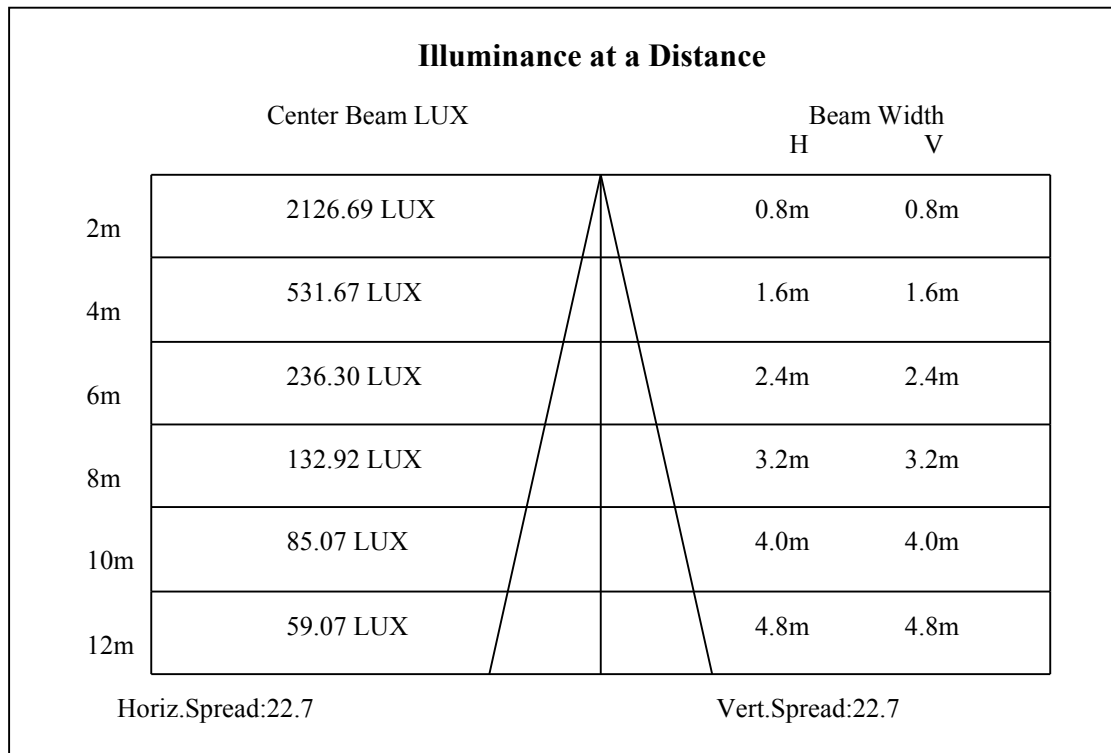 Illuminance at a Distance
Center Beam LUX Beam Width
H V
2m 2126.69 LUX 0.8m 0.8m
4m 531.67 LUX 1.6m 1.6m
6m 236.30 LUX 2.4m 2.4m
8m 132.92 LUX 3.2m 3.2m
10m 85.07 LUX 4.0m 4.0m
12m 59.07 LUX 4.8m 4.8m
Horiz.Spread:22.7 Vert.Spread:22.7